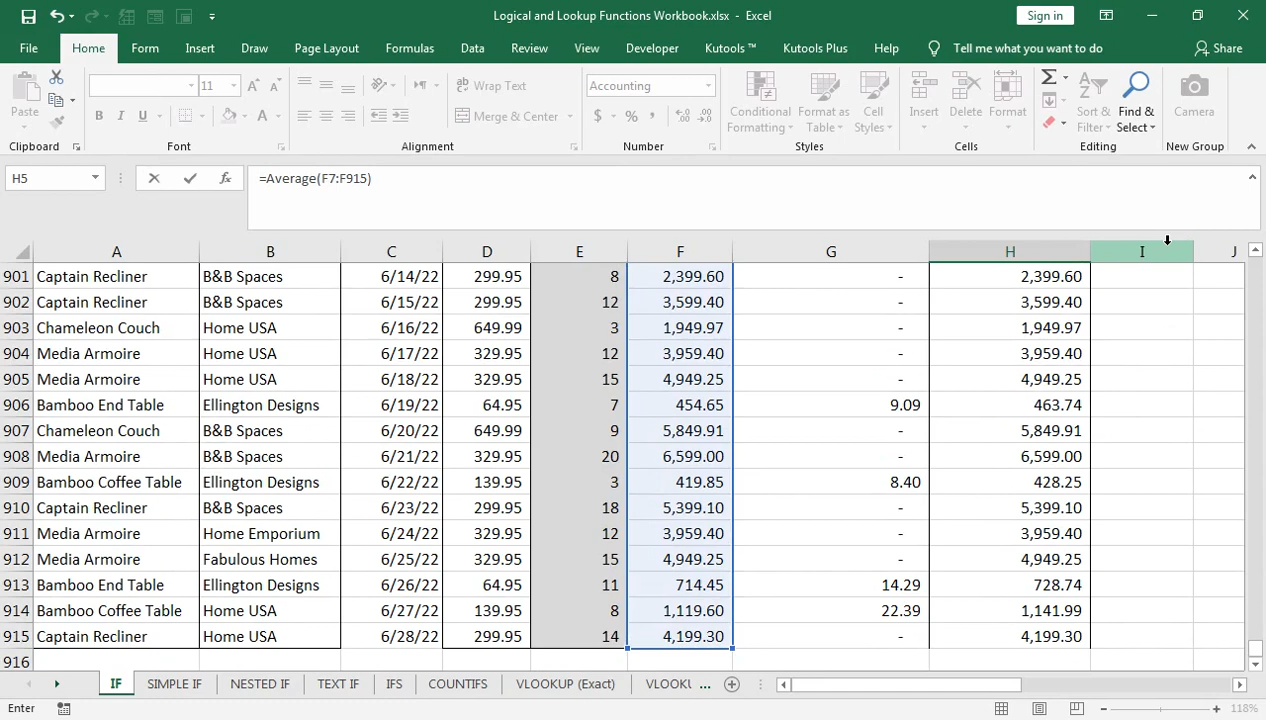 Logical and Lookup Functions Workbook.xlsx - Excel
Sign in
File Home Form Insert Draw Page Layout Formulas Data Review View Developer Kutools ™ Kutools Plus Help Tell me what you want to do Share
Paste
11
Wrap Text
Merge & Center
Accounting
Conditional Formatting
Format as Table
Cell Styles
Insert
Delete
Format
Sort & Filter
Find & Select
Camera
Clipboard Font Alignment Number Styles Cells Editing New Group
H5 =Average(F7:F915)
A B C D E F G H I J
901 Captain Recliner B&B Spaces 6/14/22 299.95 8 2,399.60 - 2,399.60
902 Captain Recliner B&B Spaces 6/15/22 299.95 12 3,599.40 - 3,599.40
903 Chameleon Couch Home USA 6/16/22 649.99 3 1,949.97 - 1,949.97
904 Media Armoire Home USA 6/17/22 329.95 12 3,959.40 - 3,959.40
905 Media Armoire Home USA 6/18/22 329.95 15 4,949.25 - 4,949.25
906 Bamboo End Table Ellington Designs 6/19/22 64.95 7 454.65 9.09 463.74
907 Chameleon Couch B&B Spaces 6/20/22 649.99 9 5,849.91 - 5,849.91
908 Media Armoire B&B Spaces 6/21/22 329.95 20 6,599.00 - 6,599.00
909 Bamboo Coffee Table Ellington Designs 6/22/22 139.95 3 419.85 8.40 428.25
910 Captain Recliner B&B Spaces 6/23/22 299.95 18 5,399.10 - 5,399.10
911 Media Armoire Home Emporium 6/24/22 329.95 12 3,959.40 - 3,959.40
912 Media Armoire Fabulous Homes 6/25/22 329.95 15 4,949.25 - 4,949.25
913 Bamboo End Table Ellington Designs 6/26/22 64.95 11 714.45 14.29 728.74
914 Bamboo Coffee Table Home USA 6/27/22 139.95 8 1,119.60 22.39 1,141.99
915 Captain Recliner Home USA 6/28/22 299.95 14 4,199.30 - 4,199.30
916
IF SIMPLE IF NESTED IF TEXT IF IFS COUNTIFS VLOOKUP (Exact) VLOOKU ...
Enter 118%